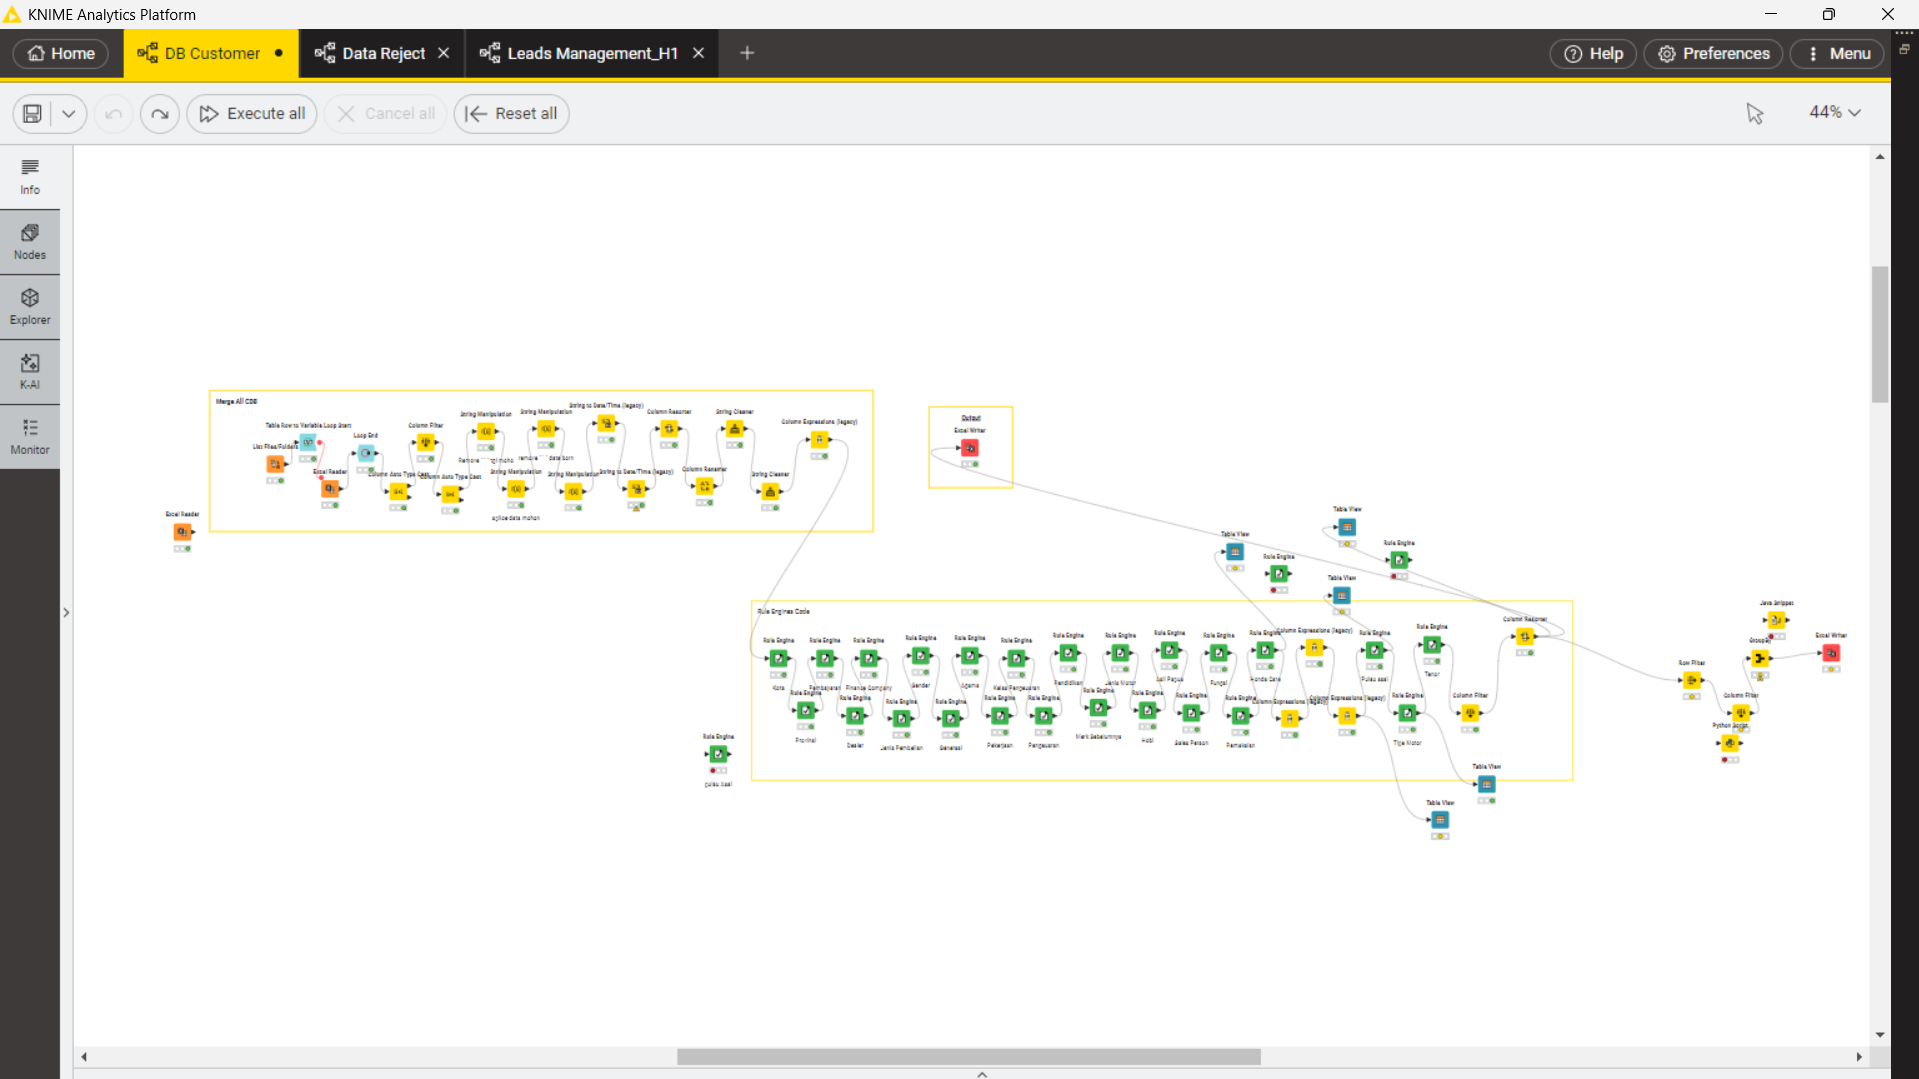 KNIME Analytics Platform
Home
DB Customer
Data Reject
Leads Management_H1
Help
Preferences
Menu
Execute all
Cancel all
Reset all
44%
Info
Nodes
Explorer
K-AI
Monitor
Merge All CDB
Table Row to Variable Loop Start
List Files/Folders
Loop End
Excel Reader
Column Filter
Column Auto Type Cast
Column Auto Type Cast
String Manipulation
String Manipulation
String Manipulation
String Manipulation
String to Date/Time (legacy)
String to Date/Time (legacy)
Column Resorter
Column Renamer
String Cleaner
String Cleaner
Column Expressions (legacy)
Excel Reader
Output
Excel Writer
Table View
Rule Engine
Table View
Rule Engine
Table View
Rule Engines Code
Rule Engine
Rule Engine
Rule Engine
Rule Engine
Rule Engine
Rule Engine
Rule Engine
Rule Engine
Rule Engine
Rule Engine
Rule Engine
Column Expressions (legacy)
Rule Engine
Rule Engine
Column Resorter
Kota
Pembayaran
Finance Company
Gender
Agama
Pendidikan
Jenis Motor
Fungsi
Honda Care
Pulau asal
Tenor
Rule Engine
Rule Engine
Rule Engine
Rule Engine
Rule Engine
Rule Engine
Rule Engine
Rule Engine
Rule Engine
Rule Engine
Column Expressions (legacy)
Column Expressions (legacy)
Rule Engine
Column Filter
Provinsi
Dealer
Jenis Pembelian
Generasi
Pekerjaan
Pengeluaran
Merk Sebelumnya
Hobi
Sales Person
Pemakaian
Tipe Motor
Rule Engine
pulau asal
Table View
Table View
Row Filter
Column Filter
Python Script
GroupBy
Java Snippet
Excel Writer